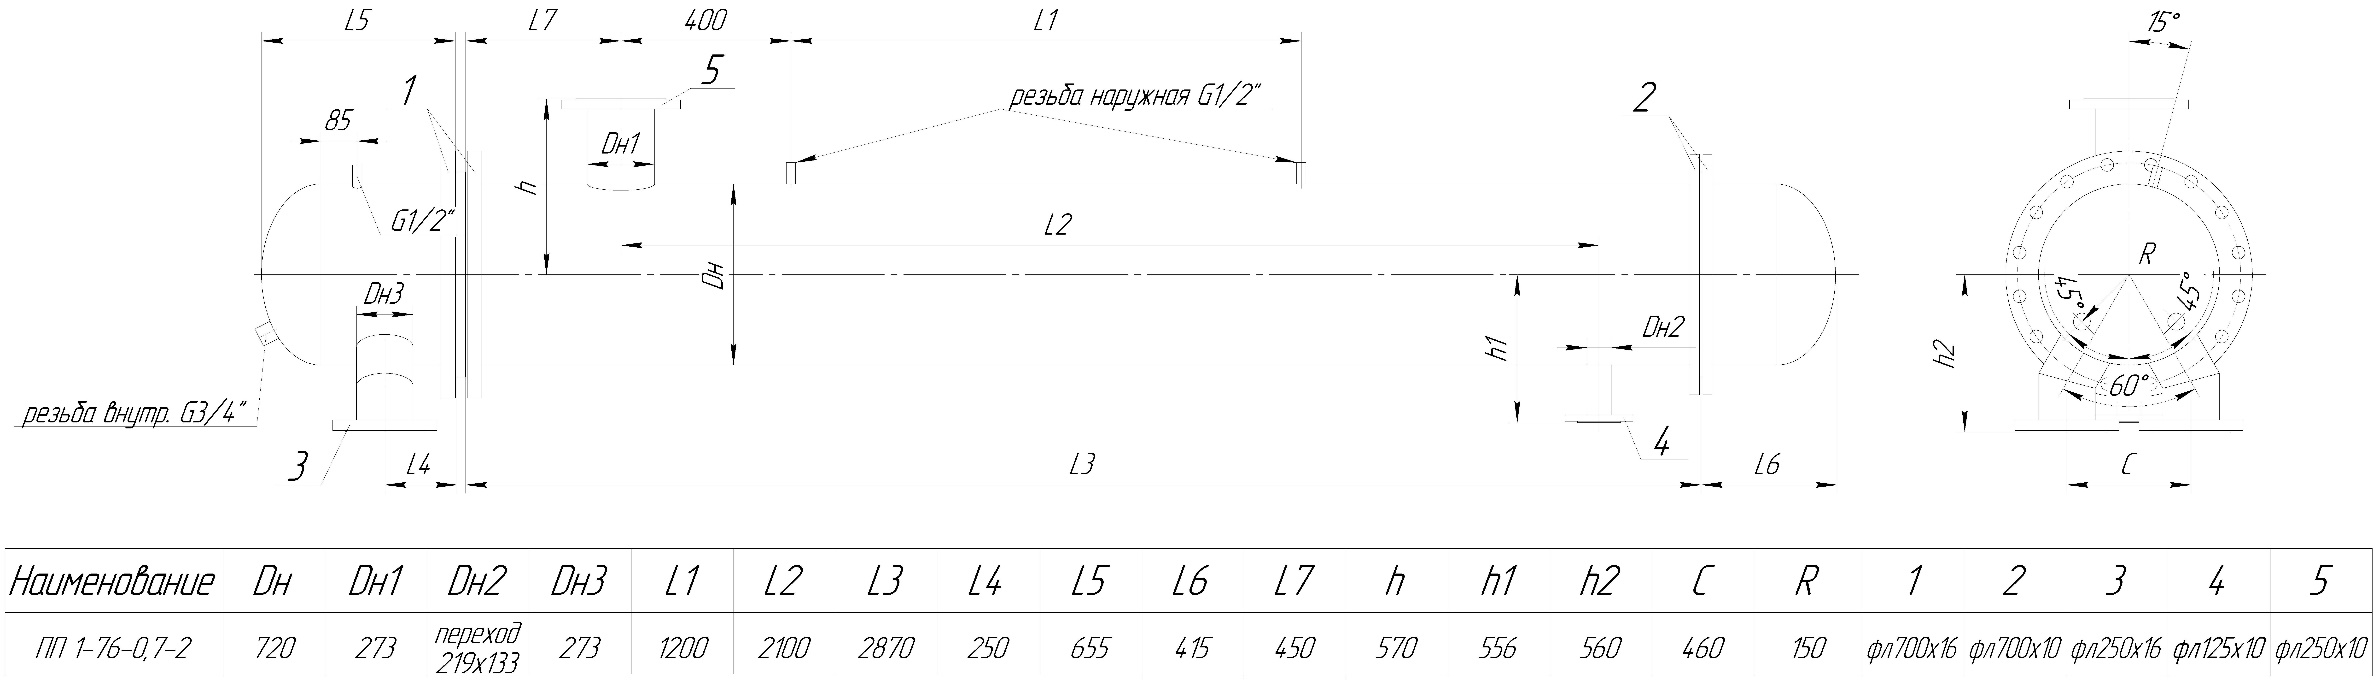 L5 L7 400 L1 15°
1 5 резьба наружная G1/2" 2
85 Dн1
h
G1/2" L2
R
Dн
Dн3 45° 45°
h1 Dн2 h2
60°
резьба внутр. G3/4"
3 L4 L3 4 L6 C
Наименование Dн Dн1 Dн2 Dн3 L1 L2 L3 L4 L5 L6 L7 h h1 h2 C R 1 2 3 4 5
ПП 1-76-0,7-2 720 273 переход 219х133 273 1200 2100 2870 250 655 415 450 570 556 560 460 150 фл700х16 фл700х10 фл250х16 фл125х10 фл250х10